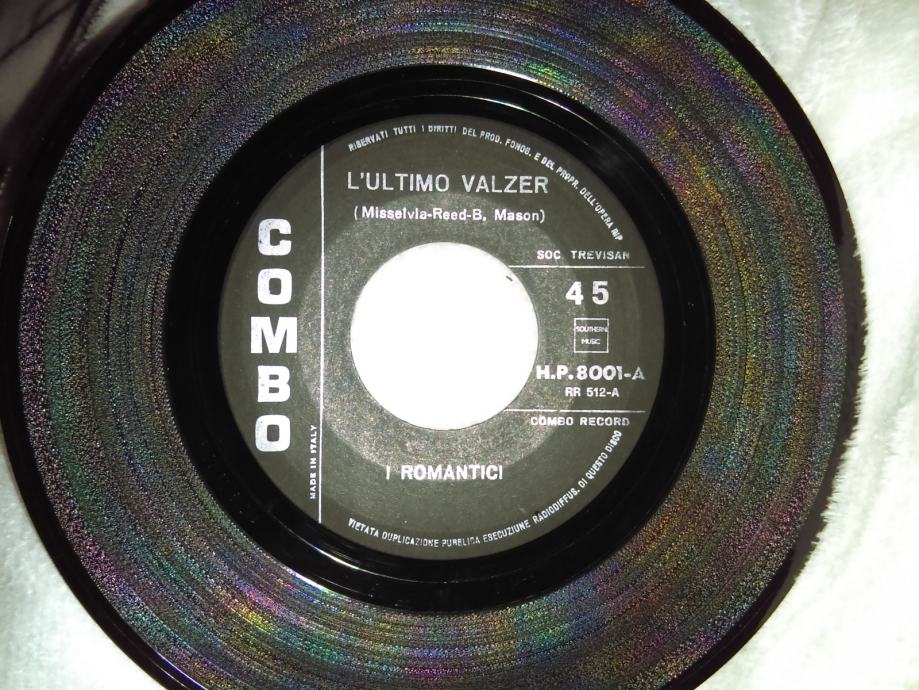 RISERVATI TUTTI I DIRITTI DEL PROD. FONOG. E DEL PROPR. DELL'OPERA RIP
L'ULTIMO VALZER
(Misselvia-Reed-B. Mason)
SOC TREVISAN
45
SOUTHERN
MUSIC
H.P. 8001-A
RR 512-A
COMBO RECORD
COMBO
MADE IN ITALY
I ROMANTICI
VIETATA DUPLICAZIONE PUBBLICA ESECUZIUNE RADIODIFFUS. DI QUESTO DISCO